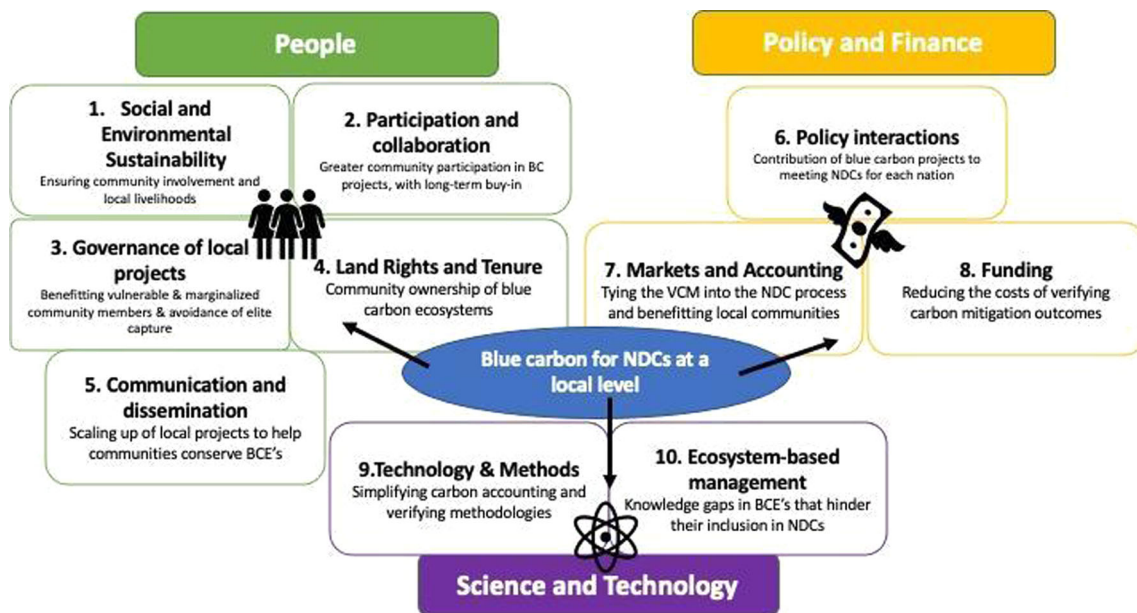 People
1. Social and
Environmental
Sustainability
Ensuring community involvement and
local livelihoods
2. Participation and
collaboration
Greater community participation in BC
projects, with long-term buy-in
3. Governance of local
projects
Benefitting vulnerable & marginalized
community members & avoidance of elite
capture
4. Land Rights and Tenure
Community ownership of blue
carbon ecosystems
5. Communication and
dissemination
Scaling up of local projects to help
communities conserve BCE's
Policy and Finance
6. Policy interactions
Contribution of blue carbon projects to
meeting NDCs for each nation
7. Markets and Accounting
Tying the VCM into the NDC process
and benefitting local communities
8. Funding
Reducing the costs of verifying
carbon mitigation outcomes
Blue carbon for NDCs at a
local level
9.Technology & Methods
Simplifying carbon accounting and
verifying methodologies
10. Ecosystem-based
management
Knowledge gaps in BCE's that hinder
their inclusion in NDCs
Science and Technology